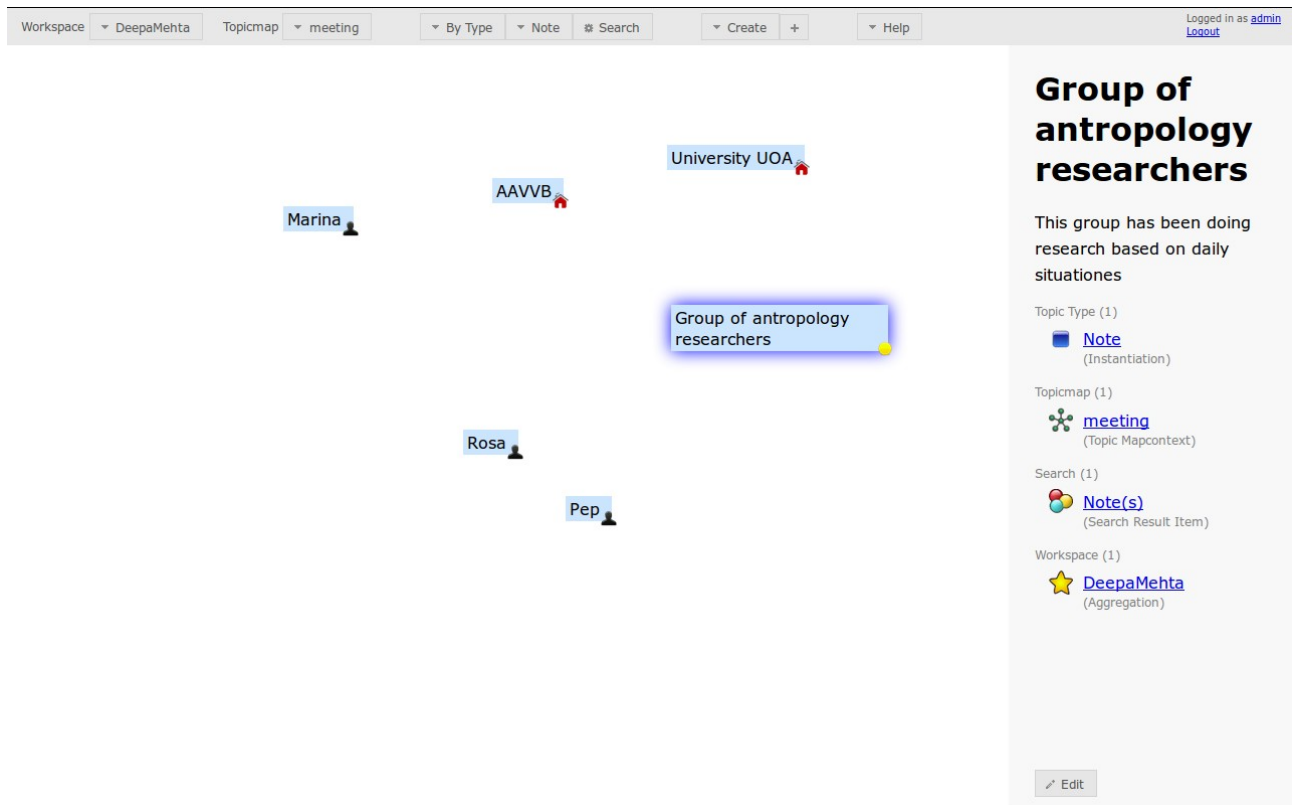 Workspace DeepaMehta Topicmap meeting By Type Note Search Create + Help
Logged in as admin
Logout
University UOA
AAVVB
Marina
Group of antropology
researchers
Rosa
Pep
Group of
antropology
researchers
This group has been doing
research based on daily
situationes
Topic Type (1)
Note
(Instantiation)
Topicmap (1)
meeting
(Topic Mapcontext)
Search (1)
Note(s)
(Search Result Item)
Workspace (1)
DeepaMehta
(Aggregation)
Edit